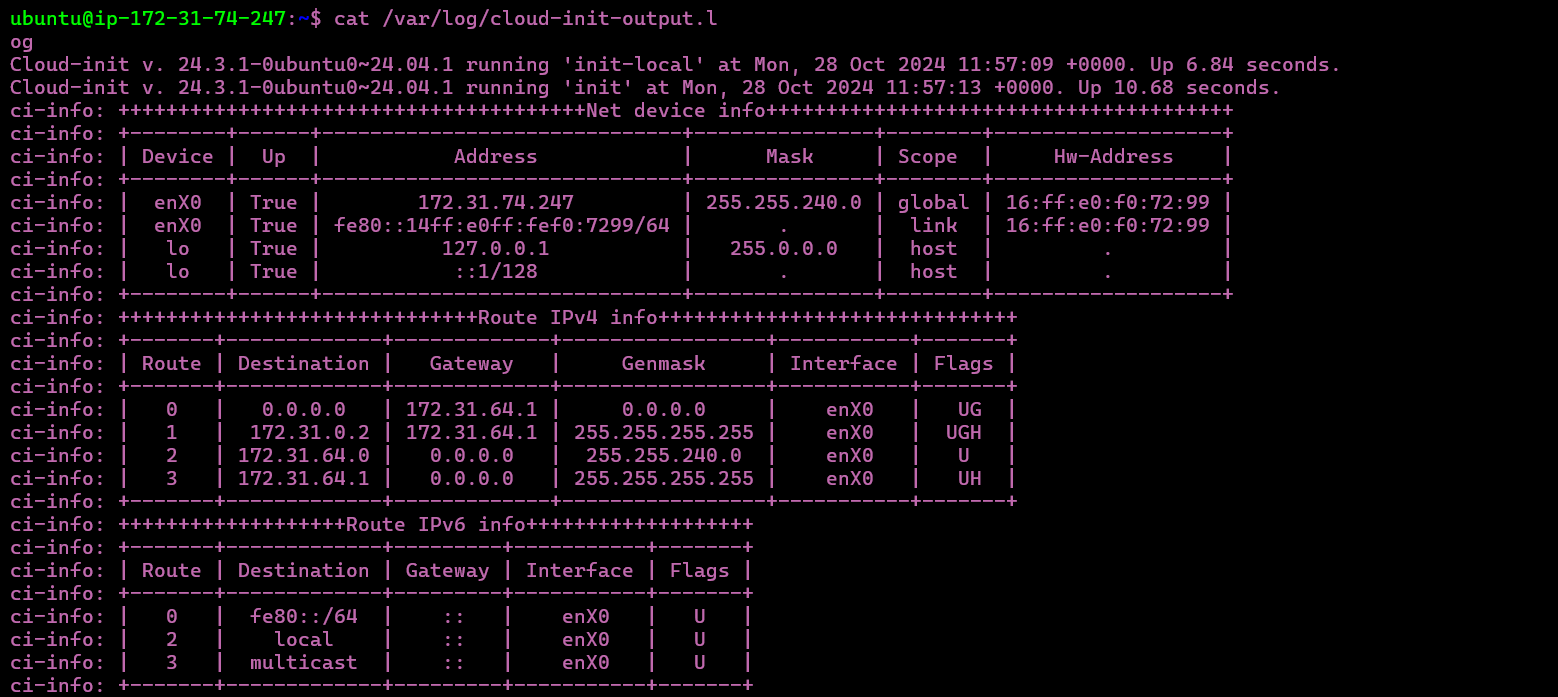 ubuntu@ip-172-31-74-247:~$ cat /var/log/cloud-init-output.l
og
Cloud-init v. 24.3.1-0ubuntu0~24.04.1 running 'init-local' at Mon, 28 Oct 2024 11:57:09 +0000. Up 6.84 seconds.
Cloud-init v. 24.3.1-0ubuntu0~24.04.1 running 'init' at Mon, 28 Oct 2024 11:57:13 +0000. Up 10.68 seconds.
ci-info: +++++++++++++++++++++++++++++++++++++++Net device info+++++++++++++++++++++++++++++++++++++++
ci-info: +--------+------+------------------------------+---------------+--------+-------------------+
ci-info: | Device |  Up  |           Address            |      Mask     | Scope  |     Hw-Address    |
ci-info: +--------+------+------------------------------+---------------+--------+-------------------+
ci-info: |  enX0  | True |        172.31.74.247         | 255.255.240.0 | global | 16:ff:e0:f0:72:99 |
ci-info: |  enX0  | True | fe80::14ff:e0ff:fef0:7299/64 |       .       |  link  | 16:ff:e0:f0:72:99 |
ci-info: |   lo   | True |          127.0.0.1           |   255.0.0.0   |  host  |         .         |
ci-info: |   lo   | True |           ::1/128            |       .       |  host  |         .         |
ci-info: +--------+------+------------------------------+---------------+--------+-------------------+
ci-info: ++++++++++++++++++++++++++++++Route IPv4 info++++++++++++++++++++++++++++++
ci-info: +-------+-------------+-------------+-----------------+-----------+-------+
ci-info: | Route | Destination |   Gateway   |     Genmask     | Interface | Flags |
ci-info: +-------+-------------+-------------+-----------------+-----------+-------+
ci-info: |   0   |   0.0.0.0   | 172.31.64.1 |     0.0.0.0     |    enX0   |   UG  |
ci-info: |   1   |  172.31.0.2 | 172.31.64.1 | 255.255.255.255 |    enX0   |  UGH  |
ci-info: |   2   | 172.31.64.0 |   0.0.0.0   |  255.255.240.0  |    enX0   |   U   |
ci-info: |   3   | 172.31.64.1 |   0.0.0.0   | 255.255.255.255 |    enX0   |   UH  |
ci-info: +-------+-------------+-------------+-----------------+-----------+-------+
ci-info: +++++++++++++++++++Route IPv6 info+++++++++++++++++++
ci-info: +-------+-------------+---------+-----------+-------+
ci-info: | Route | Destination | Gateway | Interface | Flags |
ci-info: +-------+-------------+---------+-----------+-------+
ci-info: |   0   |  fe80::/64  |    ::   |    enX0   |   U   |
ci-info: |   2   |    local    |    ::   |    enX0   |   U   |
ci-info: |   3   |  multicast  |    ::   |    enX0   |   U   |
ci-info: +-------+-------------+---------+-----------+-------+